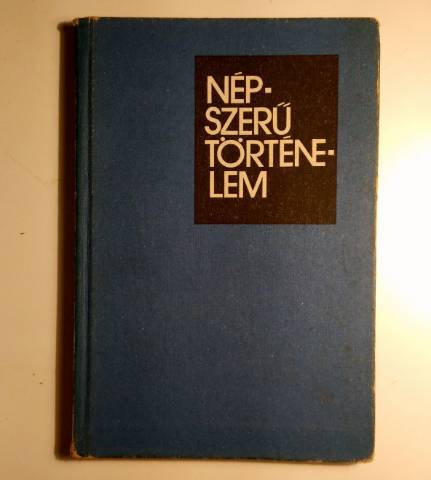 NÉP-
SZERŰ
TÖRTÉNE-
LEM